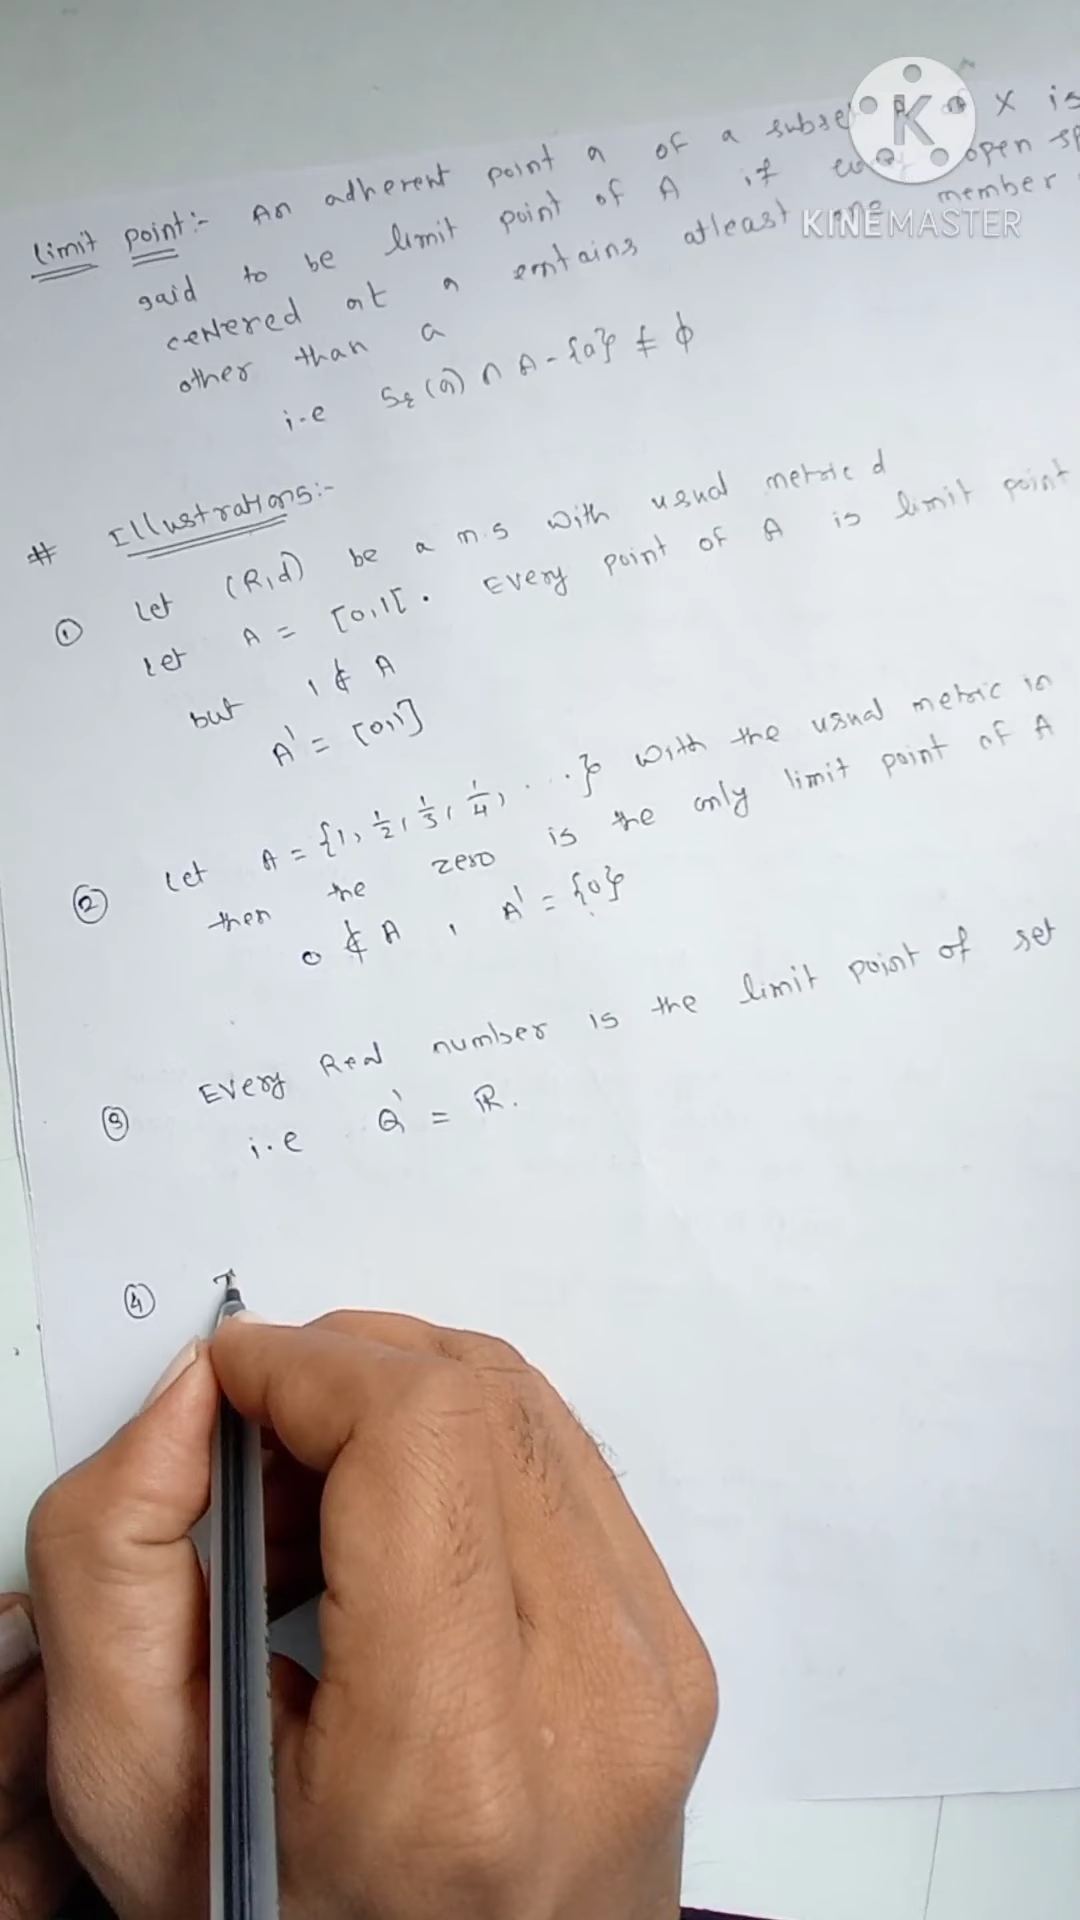 K
KINEMASTER
limit point:- An adherent point a of a subset of X is
said to be limit point of A if every open
centered at a contains atleast one member
other than a
i.e Sε(a) ∩ A - {a} ≠ ϕ
# Illustrations:-
① Let (R,d) be a m.s with usual metric d
let A = [0,1[ . Every point of A is limit point
but 1 ∉ A
A' = [0,1]
② Let A = {1, 1/2, 1/3, 1/4, ...} with the usual metric in
then the zero is the only limit point of A
0 ∉ A , A' = {0}
③ Every Real number is the limit point of set
i.e Q' = ℝ.
④